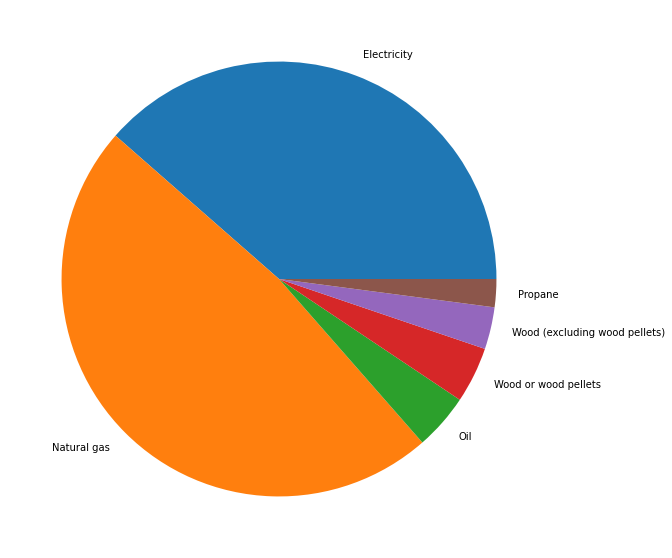 Electricity
Propane
Wood (excluding wood pellets)
Wood or wood pellets
Oil
Natural gas